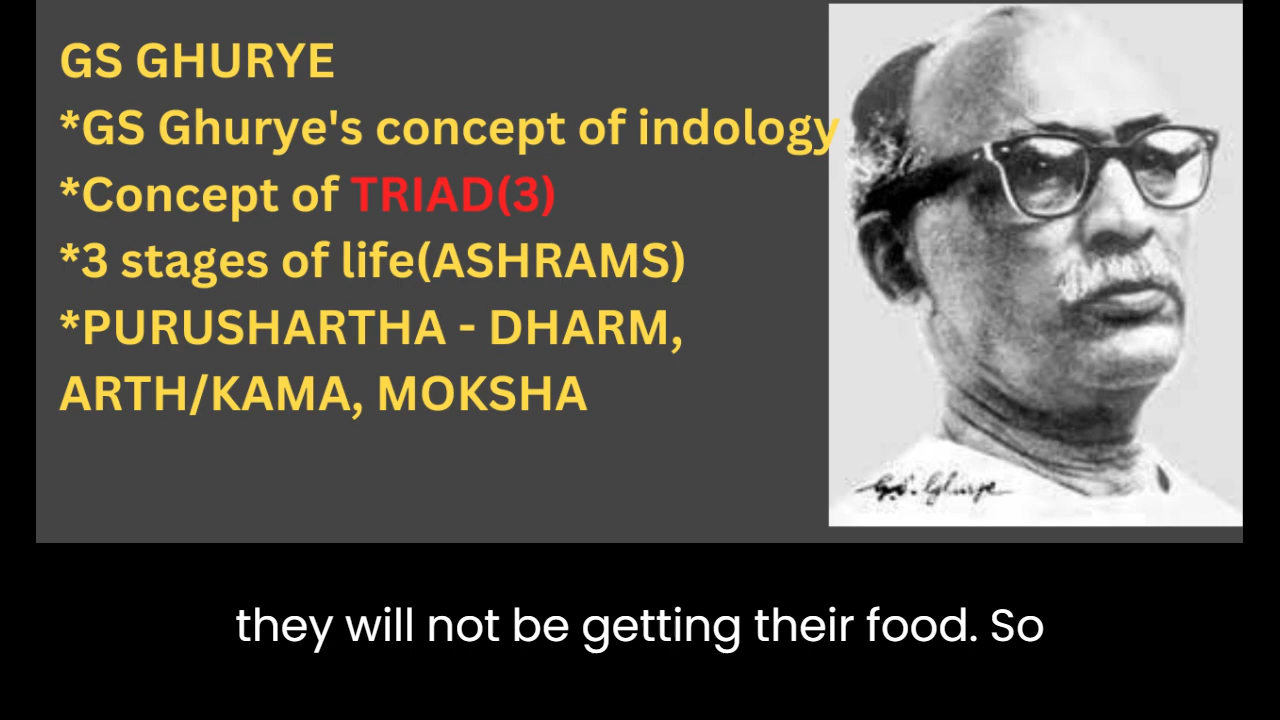 GS GHURYE
*GS Ghurye's concept of indology
*Concept of TRIAD(3)
*3 stages of life(ASHRAMS)
*PURUSHARTHA - DHARM,
ARTH/KAMA, MOKSHA
G.S. Ghurye
they will not be getting their food. So